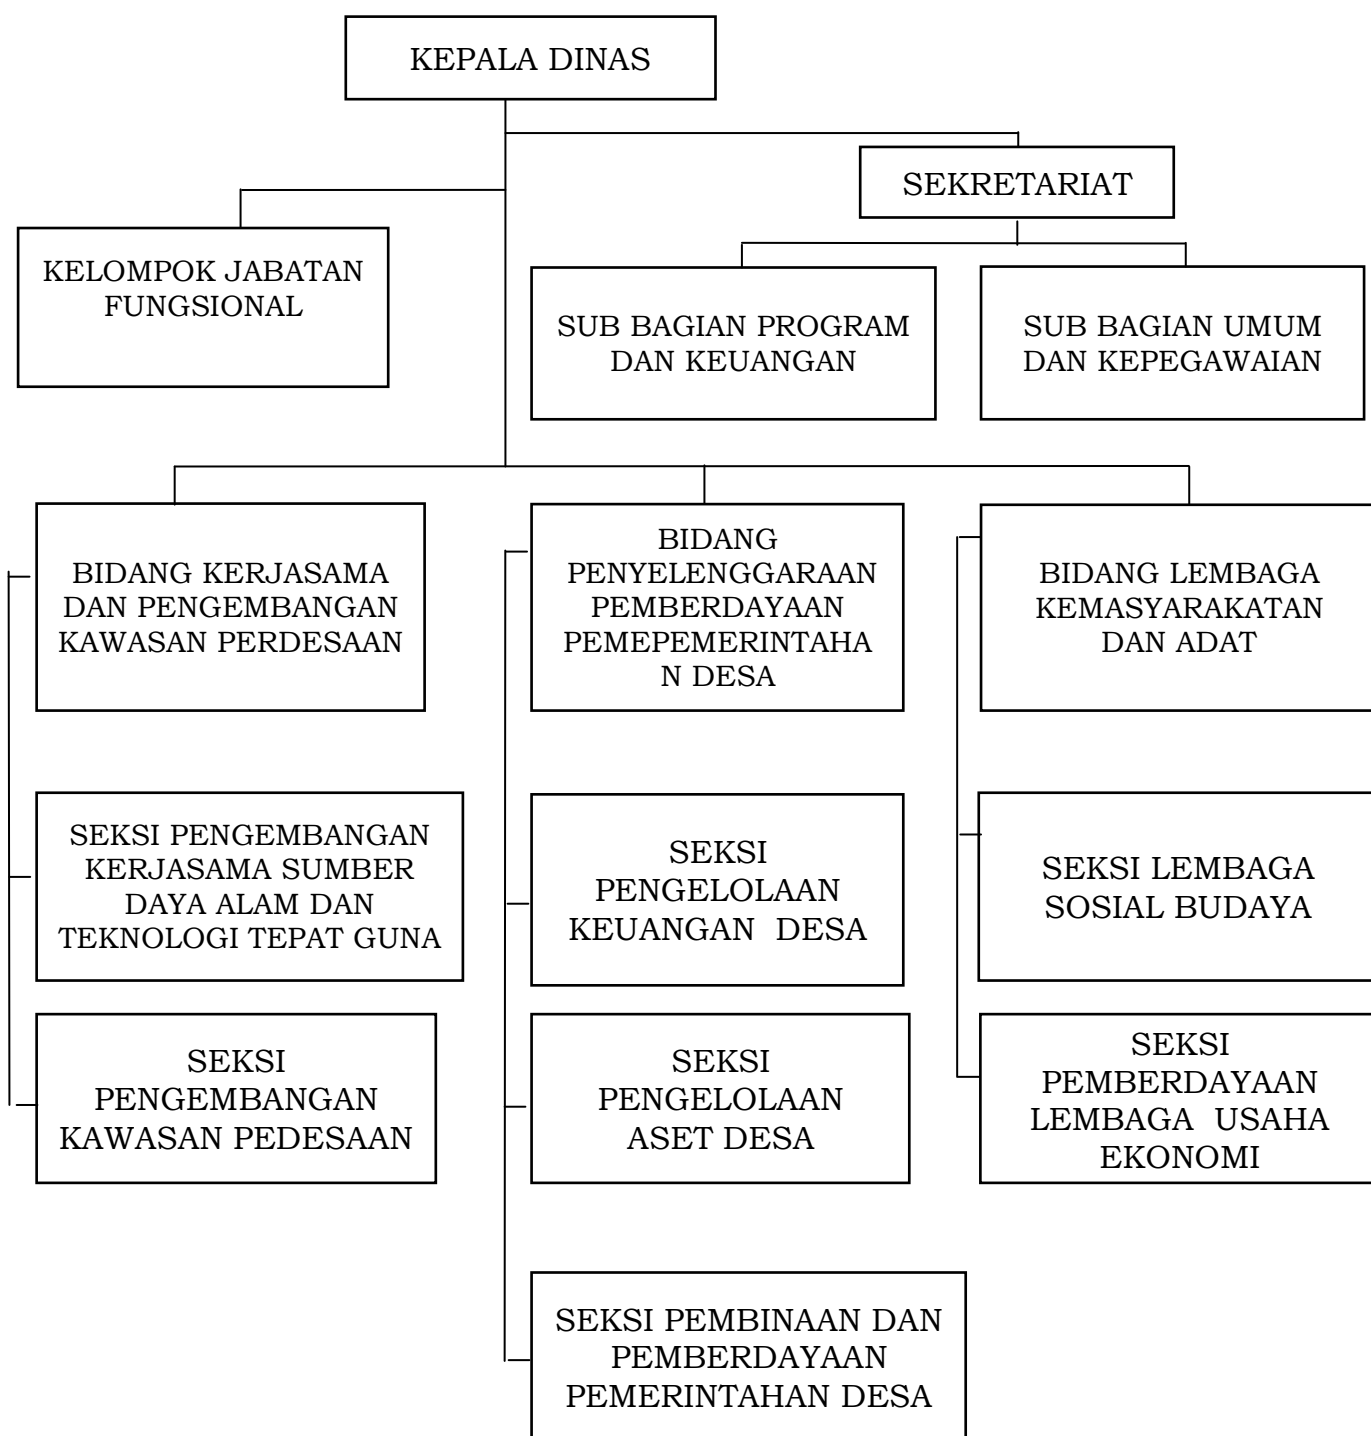 KEPALA DINAS
SEKRETARIAT
KELOMPOK JABATAN
FUNGSIONAL
SUB BAGIAN PROGRAM
DAN KEUANGAN
SUB BAGIAN UMUM
DAN KEPEGAWAIAN
BIDANG KERJASAMA
DAN PENGEMBANGAN
KAWASAN PERDESAAN
BIDANG
PENYELENGGARAAN
PEMBERDAYAAN
PEMEPEMERINTAHA
N DESA
BIDANG LEMBAGA
KEMASYARAKATAN
DAN ADAT
SEKSI PENGEMBANGAN
KERJASAMA SUMBER
DAYA ALAM DAN
TEKNOLOGI TEPAT GUNA
SEKSI
PENGELOLAAN
KEUANGAN  DESA
SEKSI LEMBAGA
SOSIAL BUDAYA
SEKSI
PENGEMBANGAN
KAWASAN PEDESAAN
SEKSI
PENGELOLAAN
ASET DESA
SEKSI
PEMBERDAYAAN
LEMBAGA  USAHA
EKONOMI
SEKSI PEMBINAAN DAN
PEMBERDAYAAN
PEMERINTAHAN DESA